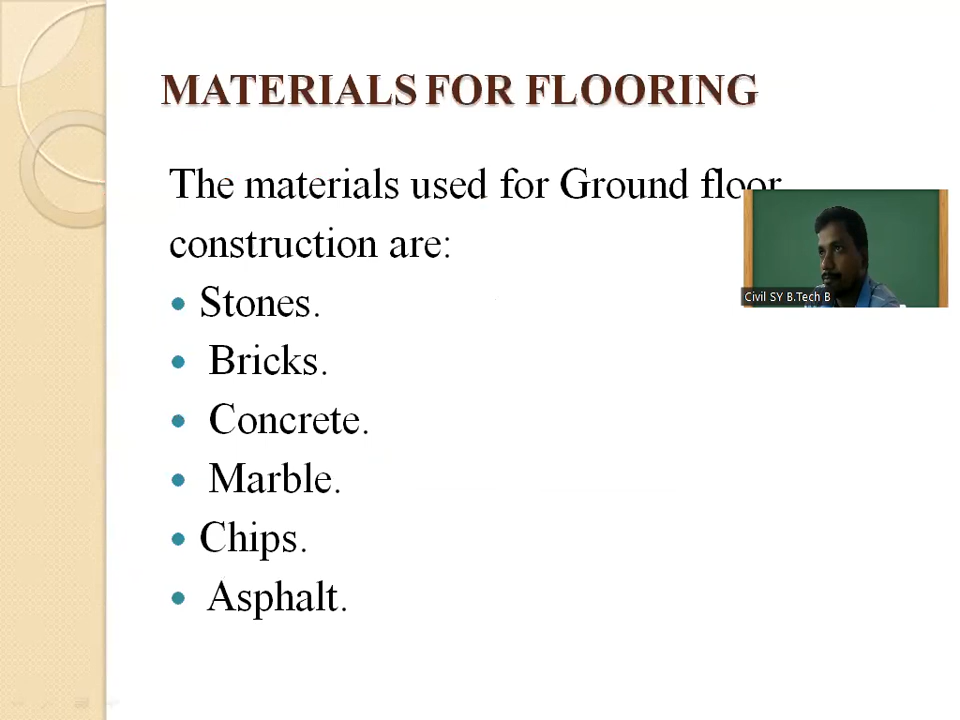 MATERIALS FOR FLOORING
The materials used for Ground floor
construction are:
Civil SY B.Tech B
• Stones.
• Bricks.
• Concrete.
• Marble.
• Chips.
• Asphalt.